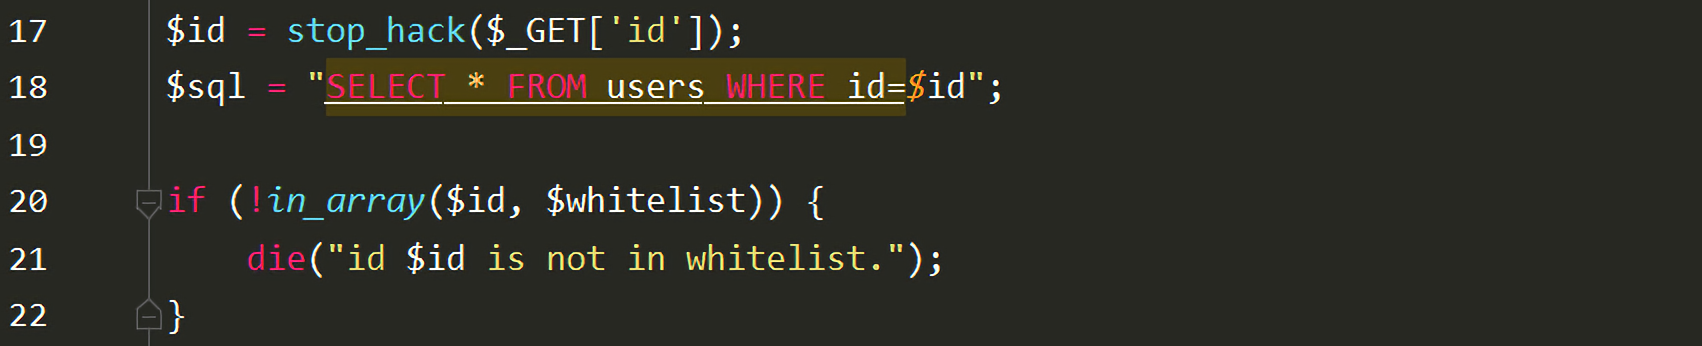 17 $id = stop_hack($_GET['id']);
18 $sql = "SELECT * FROM users WHERE id=$id";
19
20 if (!in_array($id, $whitelist)) {
21 die("id $id is not in whitelist.");
22 }